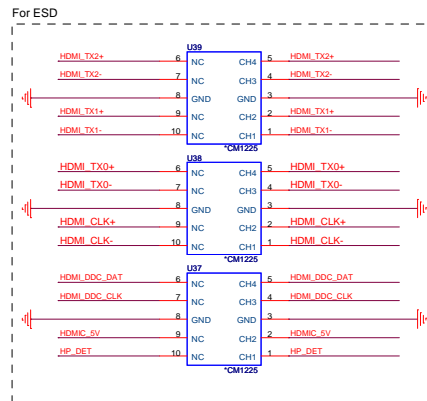 For ESD
U39
HDMI_TX2+ 6 NC CH4 5 HDMI_TX2+
HDMI_TX2- 7 NC CH3 4 HDMI_TX2-
8 GND GND 3
HDMI_TX1+ 9 NC CH2 2 HDMI_TX1+
HDMI_TX1- 10 NC CH1 1 HDMI_TX1-
*CM1225
U38
HDMI_TX0+ 6 NC CH4 5 HDMI_TX0+
HDMI_TX0- 7 NC CH3 4 HDMI_TX0-
8 GND GND 3
HDMI_CLK+ 9 NC CH2 2 HDMI_CLK+
HDMI_CLK- 10 NC CH1 1 HDMI_CLK-
*CM1225
U37
HDMI_DDC_DAT 6 NC CH4 5 HDMI_DDC_DAT
HDMI_DDC_CLK 7 NC CH3 4 HDMI_DDC_CLK
8 GND GND 3
HDMIC_5V 9 NC CH2 2 HDMIC_5V
HP_DET 10 NC CH1 1 HP_DET
*CM1225